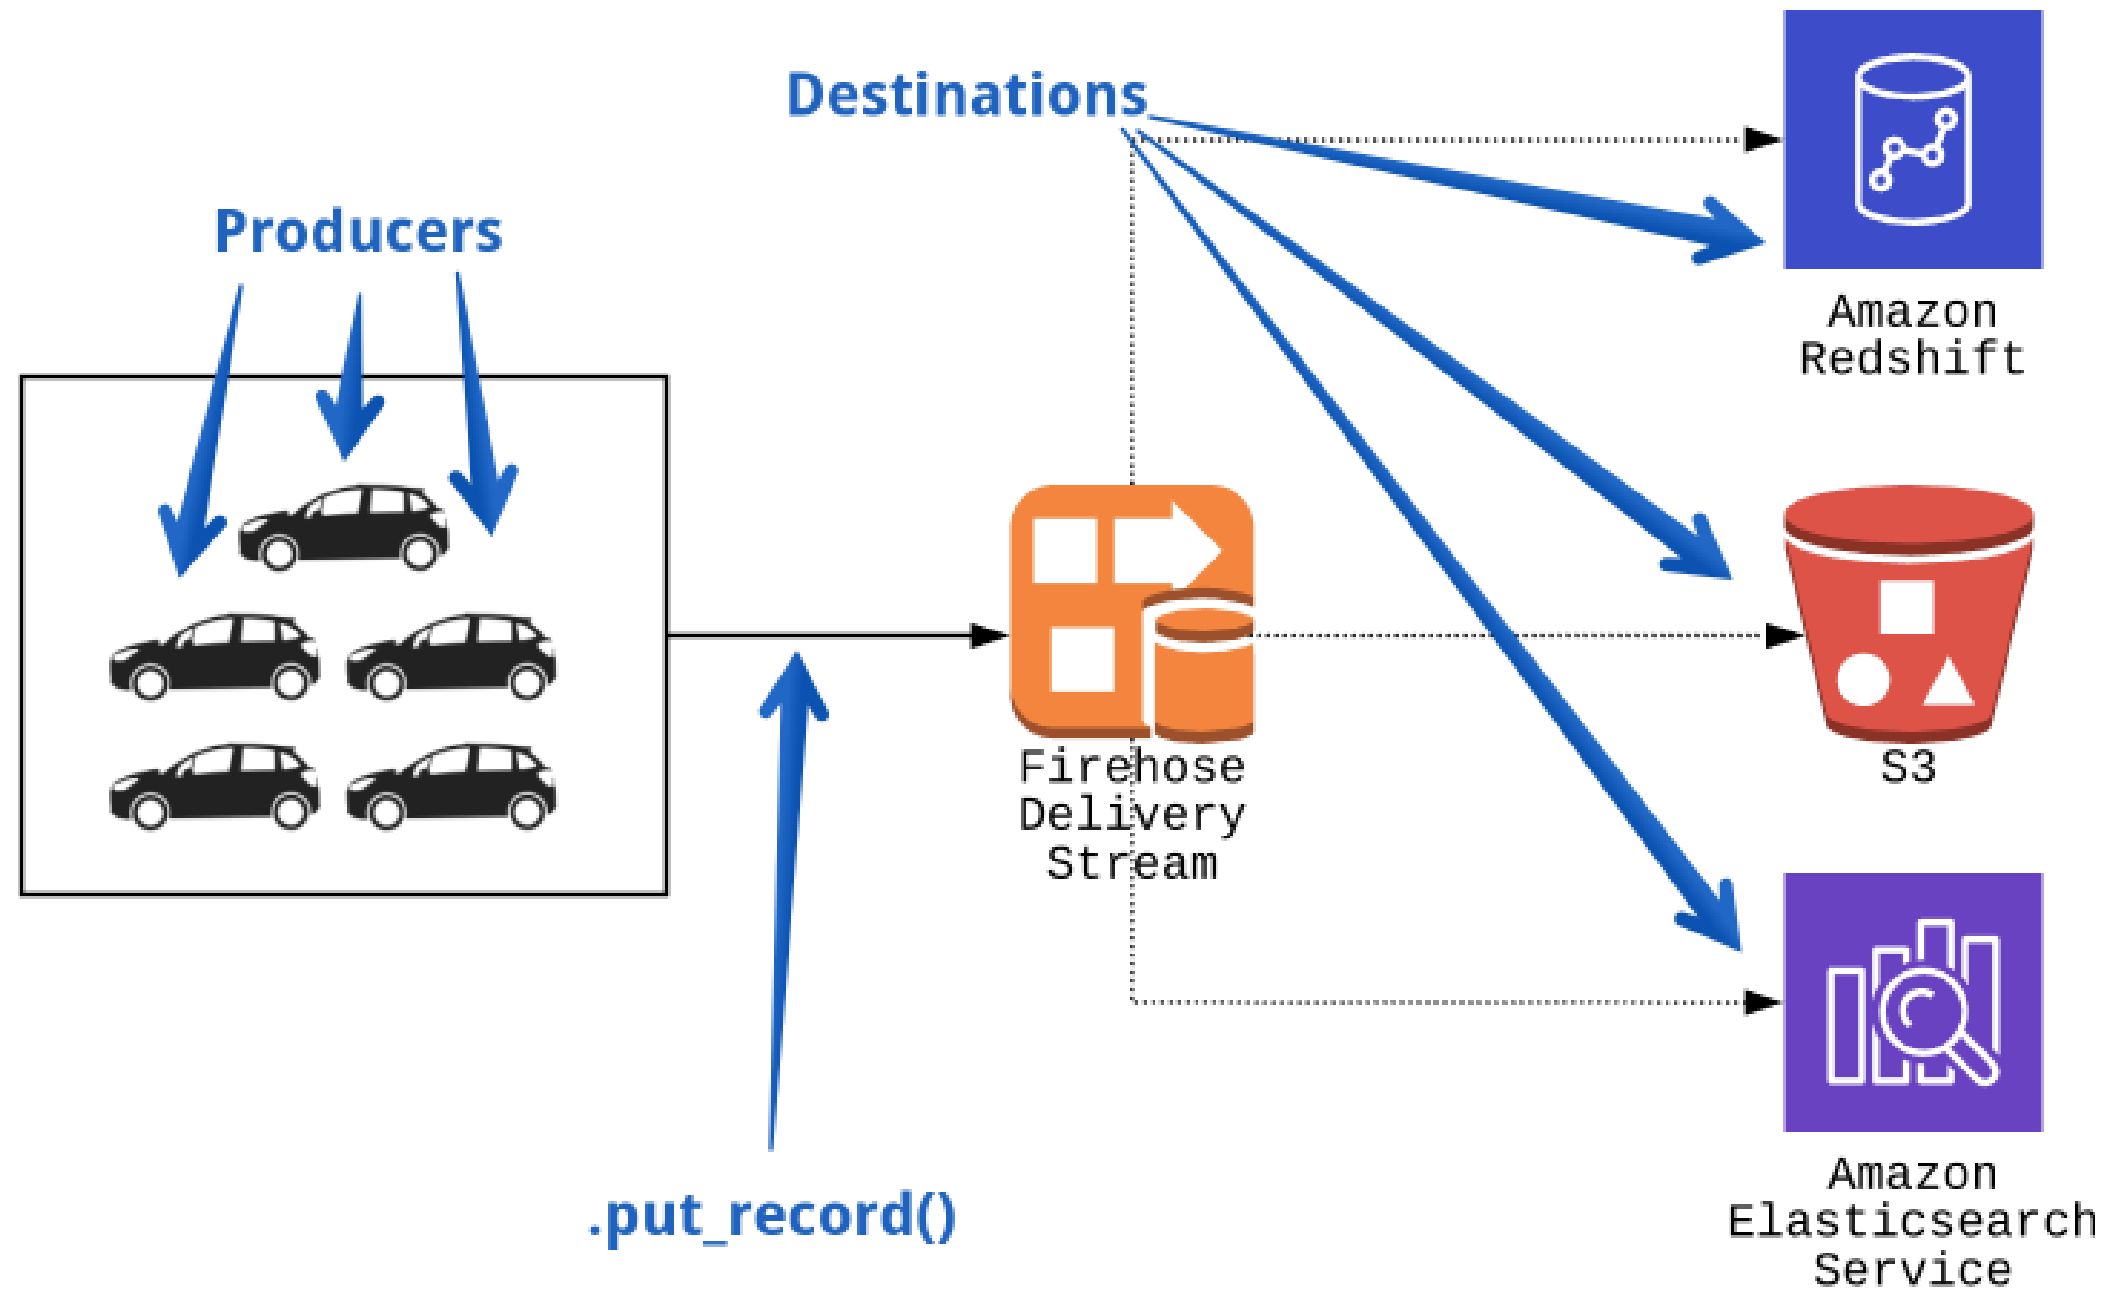 Destinations
Producers
Amazon
Redshift
Firehose
Delivery
Stream
S3
.put_record()
Amazon
Elasticsearch
Service